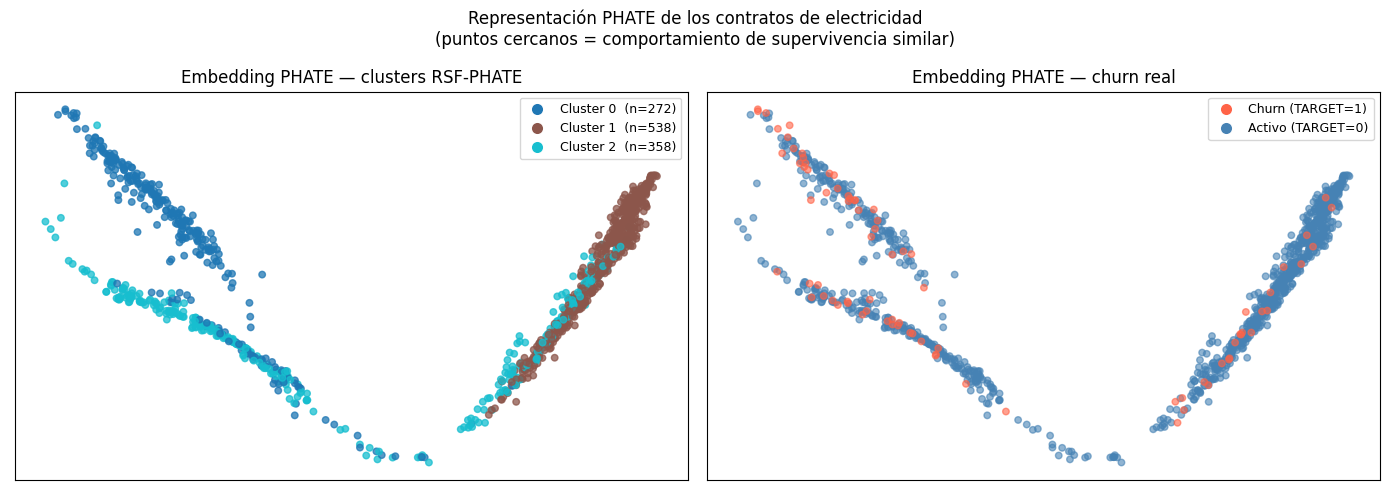 Representación PHATE de los contratos de electricidad
(puntos cercanos = comportamiento de supervivencia similar)
Embedding PHATE — clusters RSF-PHATE
Cluster 0  (n=272)
Cluster 1  (n=538)
Cluster 2  (n=358)
Embedding PHATE — churn real
Churn (TARGET=1)
Activo (TARGET=0)